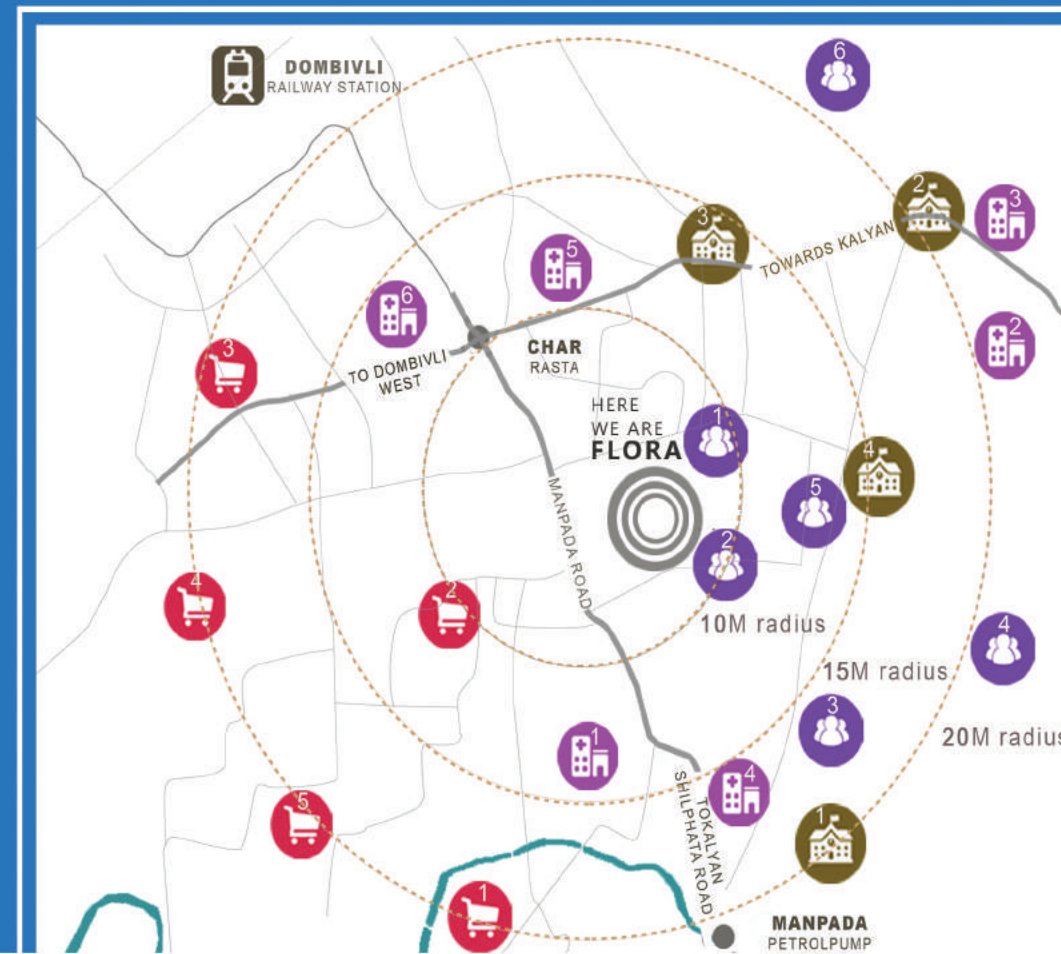 DOMBIVLI
RAILWAY STATION
6
2
3
3
5
TOWARDS KALYAN
6
2
CHAR
RASTA
3
TO DOMBIVLI
WEST
HERE
WE ARE
FLORA
1
4
5
MANPADA ROAD
2
4
2
10M radius
4
15M radius
3
1
20M radius
4
5
1
TOKALYAN
SHILPHATA ROAD
1
MANPADA
PETROLPUMP